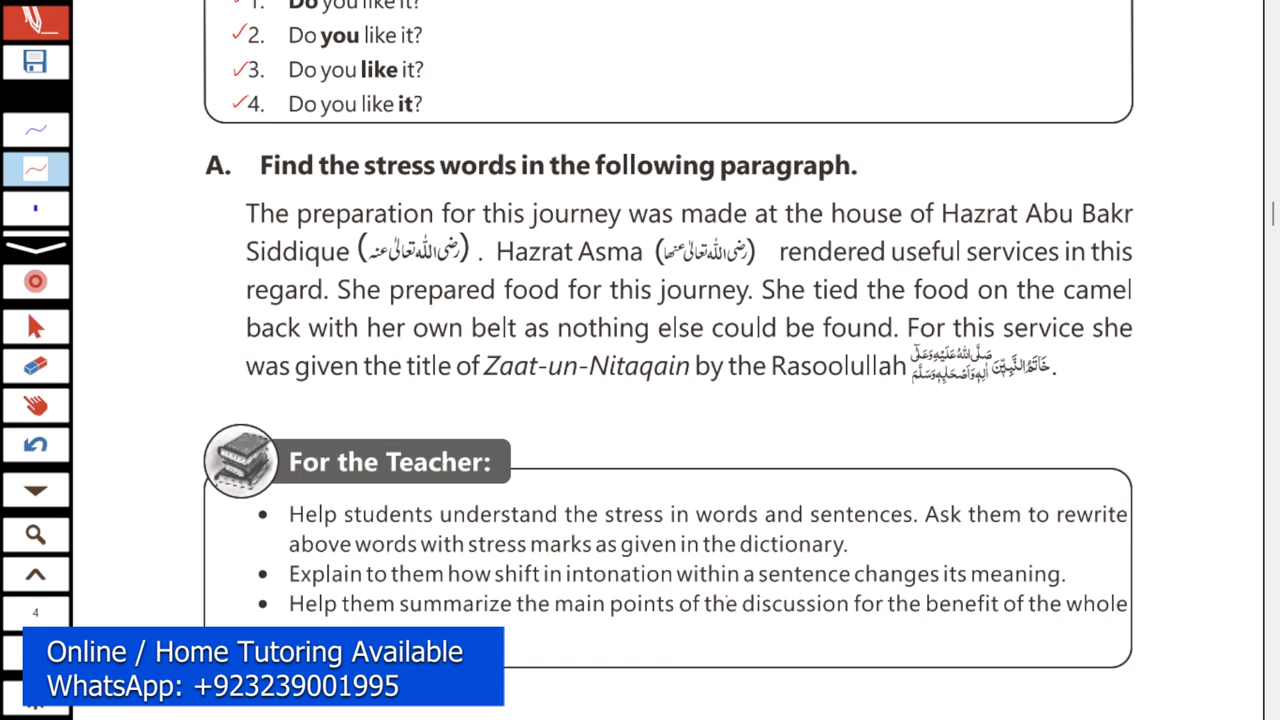 1. Do you like it?
✓2. Do you like it?
✓3. Do you like it?
✓4. Do you like it?
A. Find the stress words in the following paragraph.
The preparation for this journey was made at the house of Hazrat Abu Bakr
Siddique (رضی اللہ تعالیٰ عنہ). Hazrat Asma (رضی اللہ تعالیٰ عنہا) rendered useful services in this
regard. She prepared food for this journey. She tied the food on the camel
back with her own belt as nothing else could be found. For this service she
was given the title of Zaat-un-Nitaqain by the Rasoolullah خَاتَمُ النَّبِیّٖنَ صَلَّی اللہُ عَلَیْہِ وَعَلٰٓی اٰلِہٖ وَاَصْحَابِہٖ وَسَلَّمَ.
For the Teacher:
• Help students understand the stress in words and sentences. Ask them to rewrite
above words with stress marks as given in the dictionary.
• Explain to them how shift in intonation within a sentence changes its meaning.
• Help them summarize the main points of the discussion for the benefit of the whole
4
Online / Home Tutoring Available
WhatsApp: +923239001995